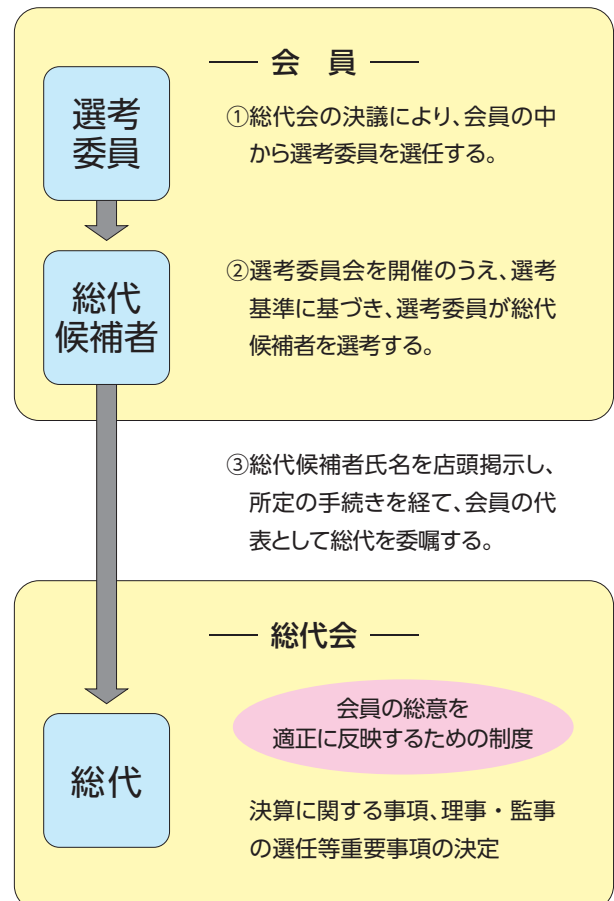 ― 会 員 ―
選考
委員
①総代会の決議により、会員の中
から選考委員を選任する。
総代
候補者
②選考委員会を開催のうえ、選考
基準に基づき、選考委員が総代
候補者を選考する。
③総代候補者氏名を店頭掲示し、
所定の手続きを経て、会員の代
表として総代を委嘱する。
― 総代会 ―
会員の総意を
適正に反映するための制度
総代
決算に関する事項、理事・監事
の選任等重要事項の決定